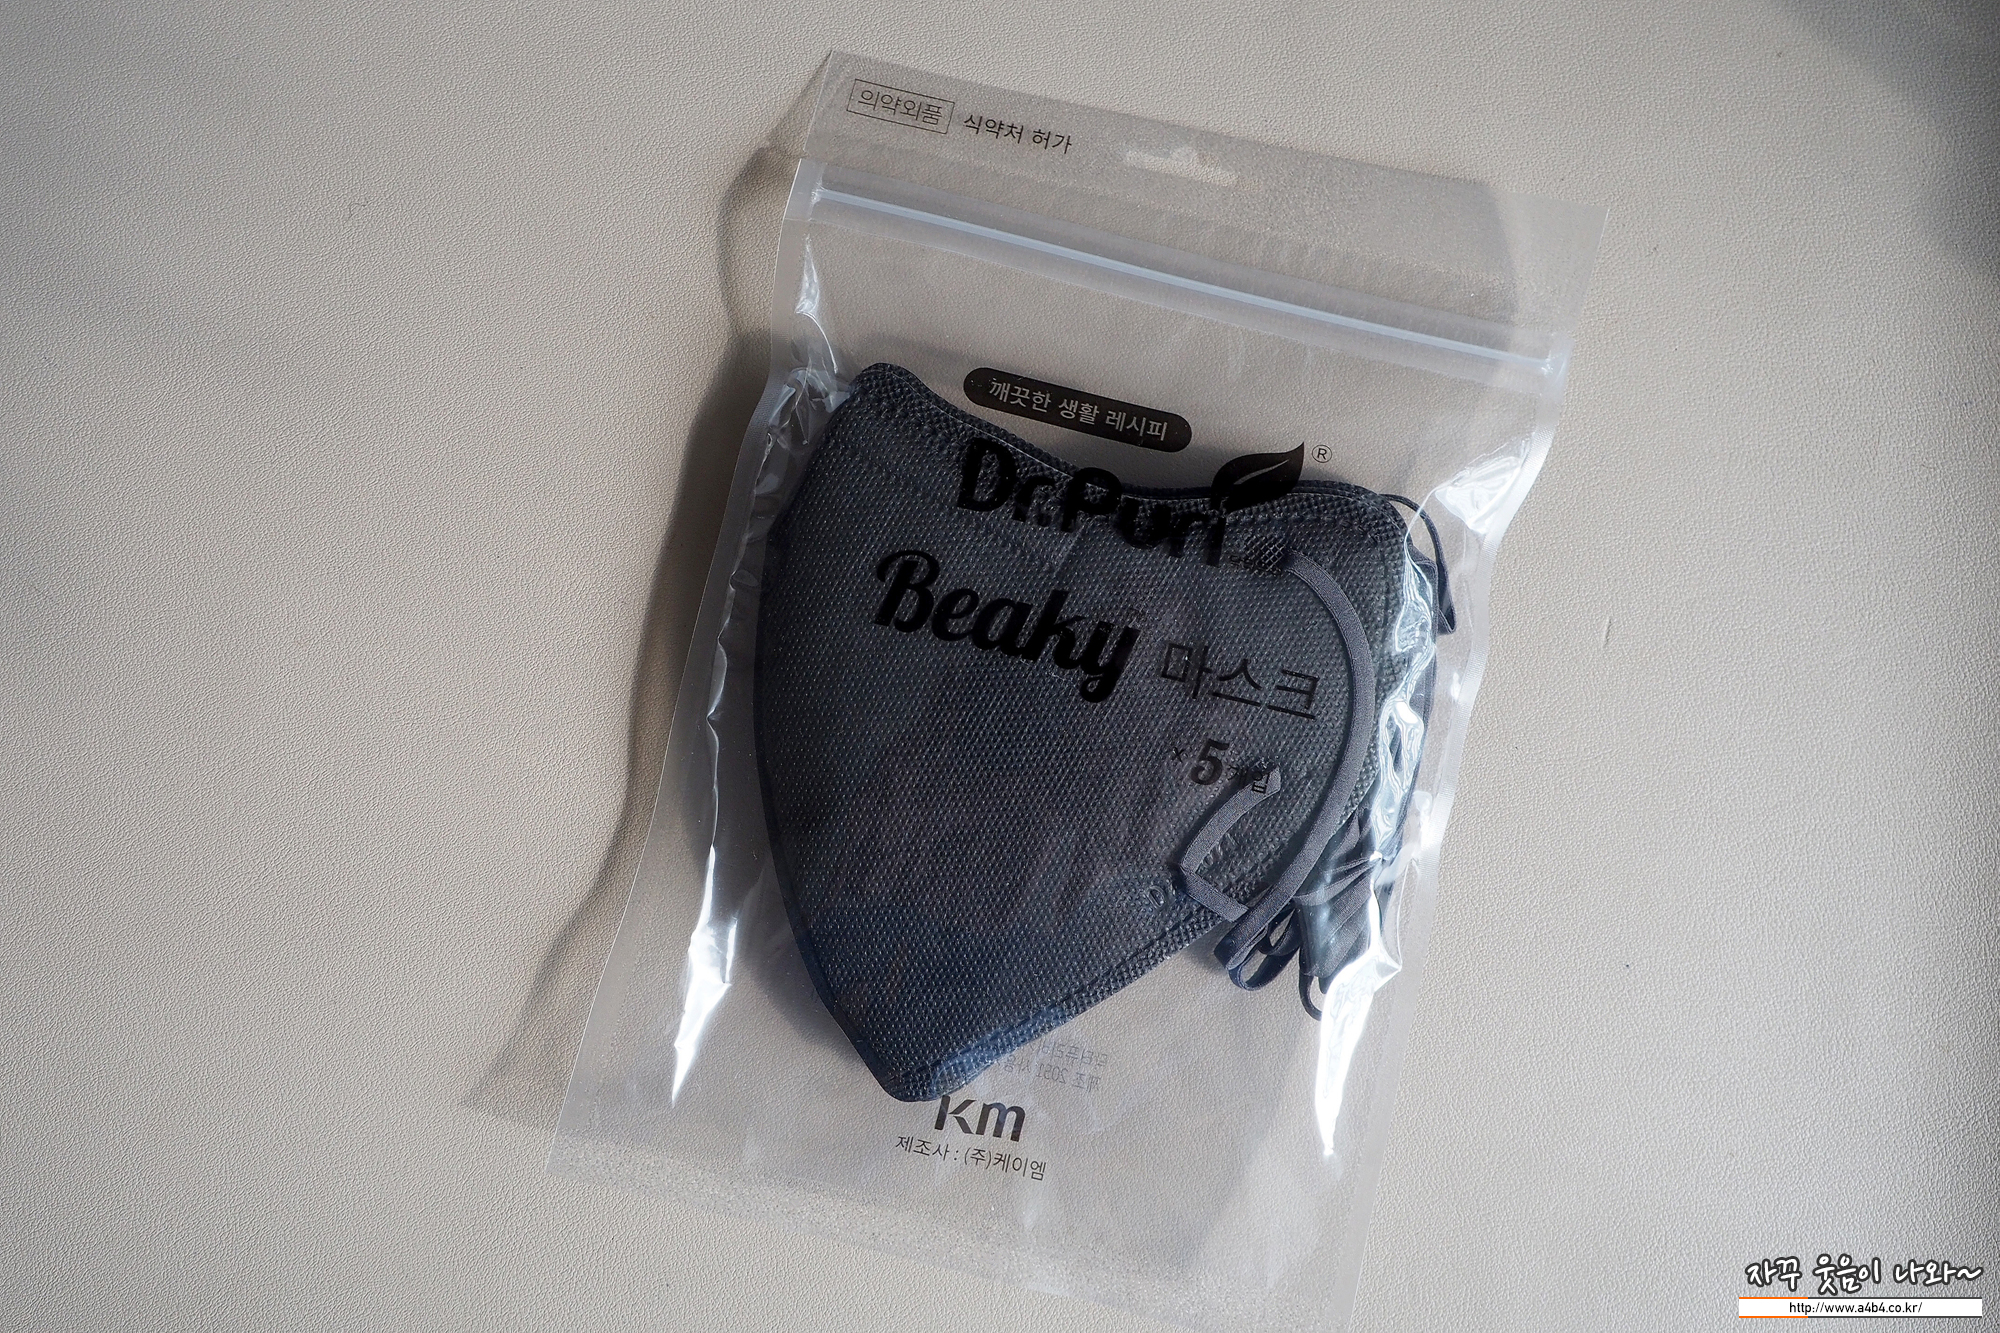 의약외품 식약처 허가
깨끗한 생활 레시피
Dr.Puri ®
Beaky 마스크
× 5개입
km
제조사 : (주)케이엠
자꾸 웃음이 나와~
http://www.a4b4.co.kr/